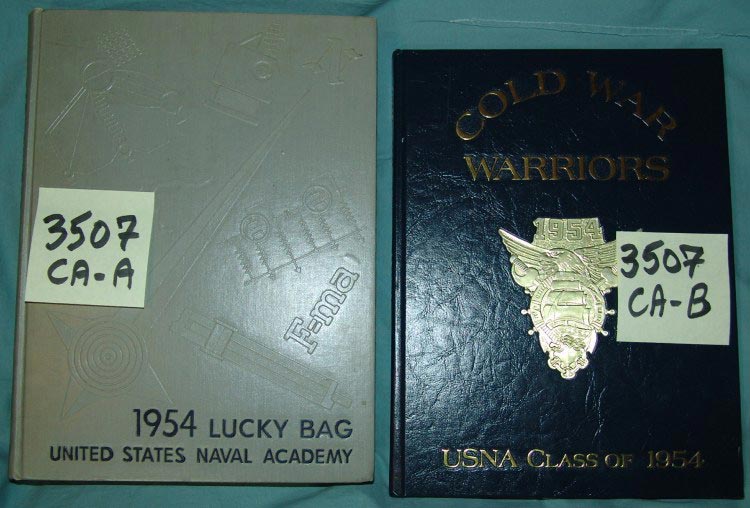 3507
CA-A
F=ma
1954 LUCKY BAG
UNITED STATES NAVAL ACADEMY
COLD WAR
WARRIORS
1954
3507
CA-B
USNA CLASS OF 1954